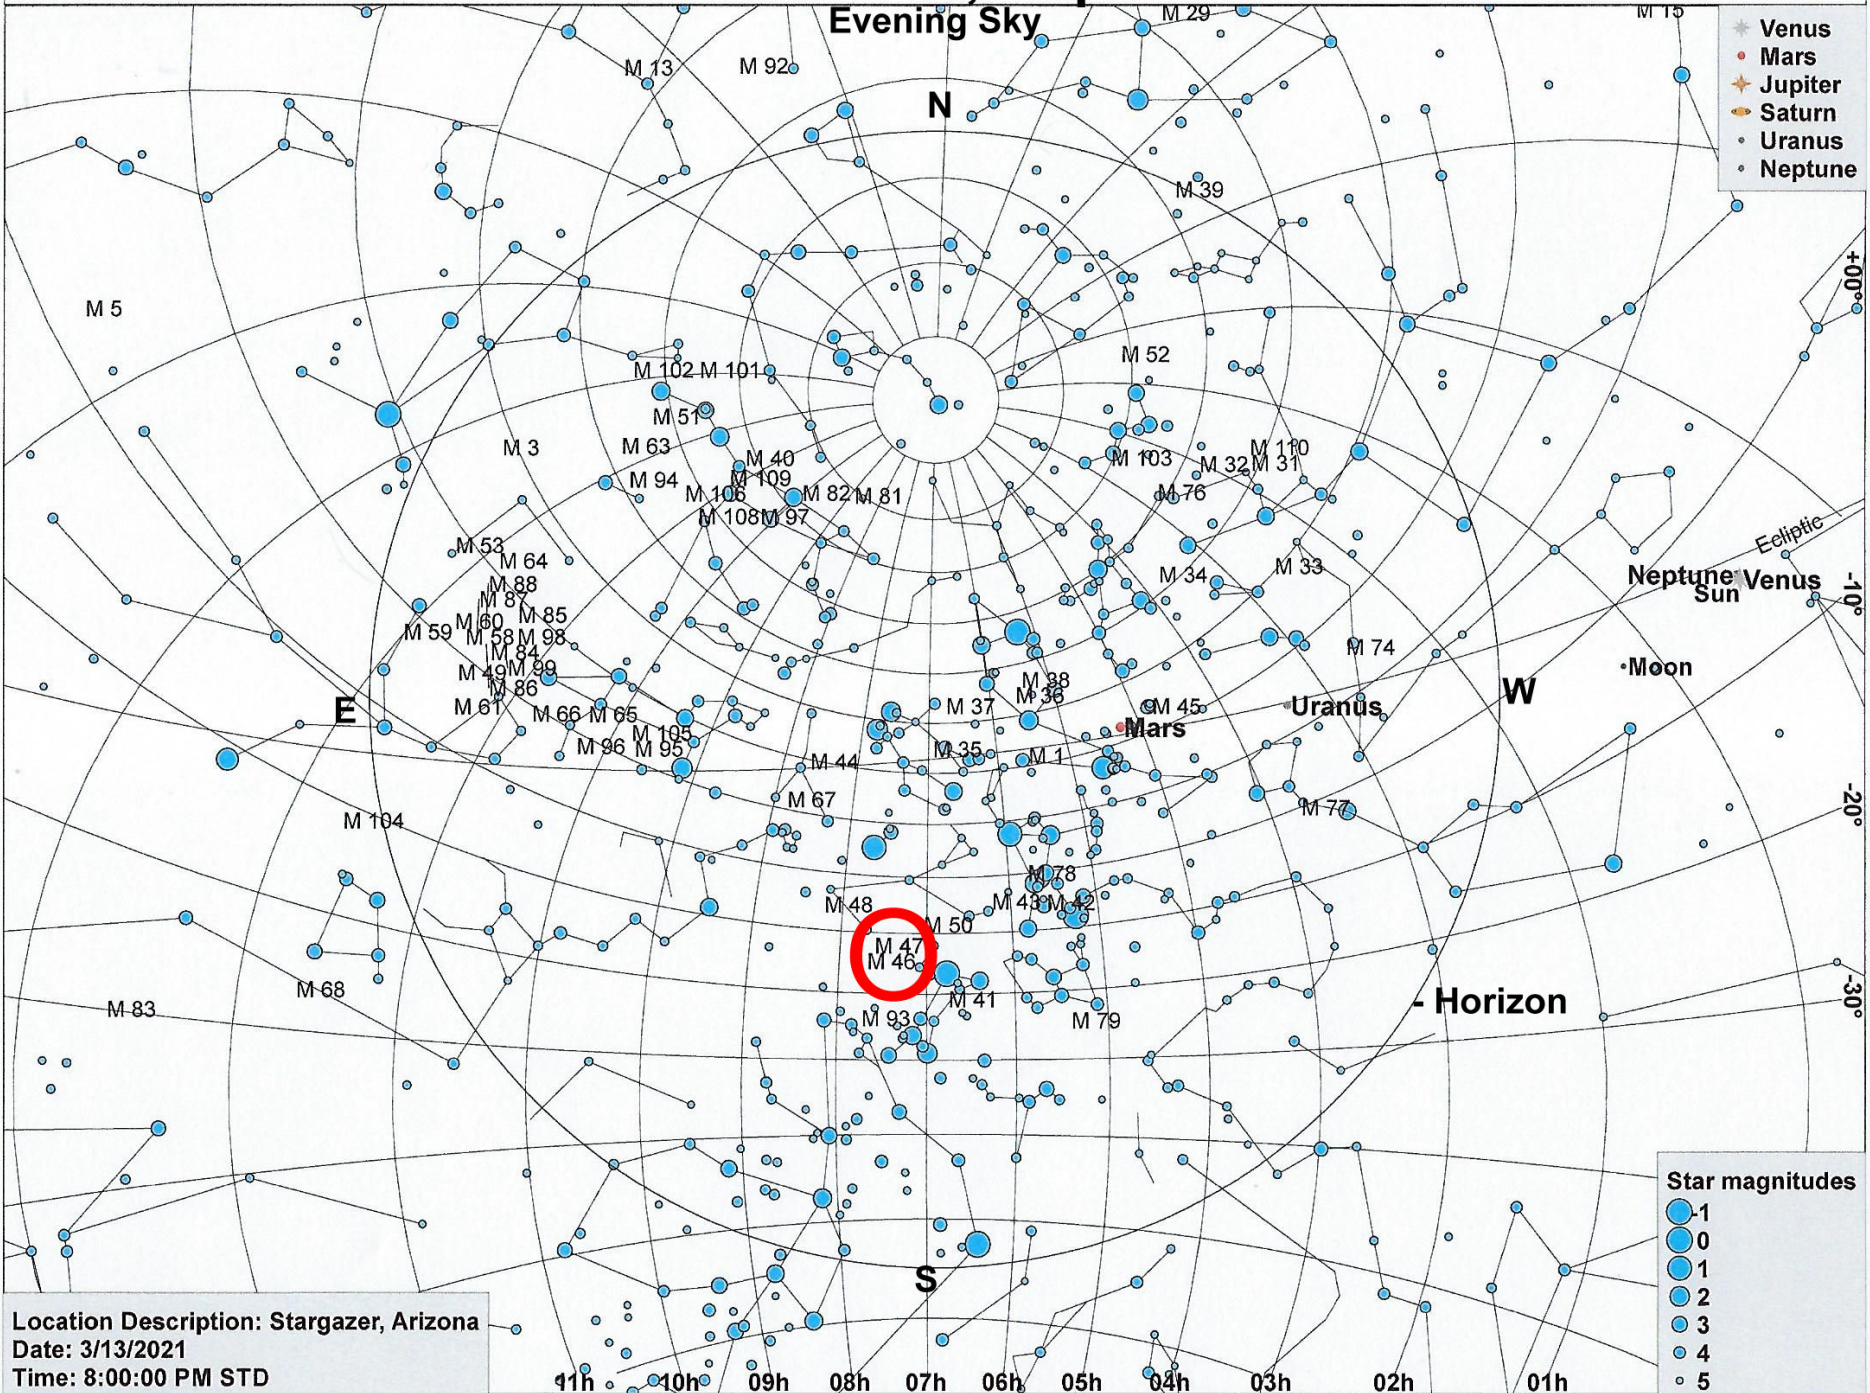 Evening Sky
M 29
M 15
Venus
Mars
Jupiter
Saturn
Uranus
Neptune
M 13
M 92
N
M 39
+00°
M 5
M 52
M 102 M 101
M 51
M 3
M 63
M 40
M 94
M 109
M 106
M 82 M 81
M 108 M 97
M 103
M 110
M 32 M 31
M 76
Ecliptic
M 53
M 64
M 88
M 87
M 85
M 60
M 59
M 58 M 98
M 84
M 49 M 99
M 86
M 61
M 34
M 33
Neptune Venus
Sun
-10°
M 74
Moon
E
W
M 66 M 65
M 105
M 96 M 95
M 38
M 36
M 37
M 45
Uranus
Mars
M 35
M 1
M 44
M 67
M 77
-20°
M 104
M 78
M 48
M 43 M 42
M 50
M 47
M 46
M 68
M 83
M 41
M 93
M 79
- Horizon
-30°
S
Star magnitudes
-1
0
1
2
3
4
5
Location Description: Stargazer, Arizona
Date: 3/13/2021
Time: 8:00:00 PM STD
11h 10h 09h 08h 07h 06h 05h 04h 03h 02h 01h